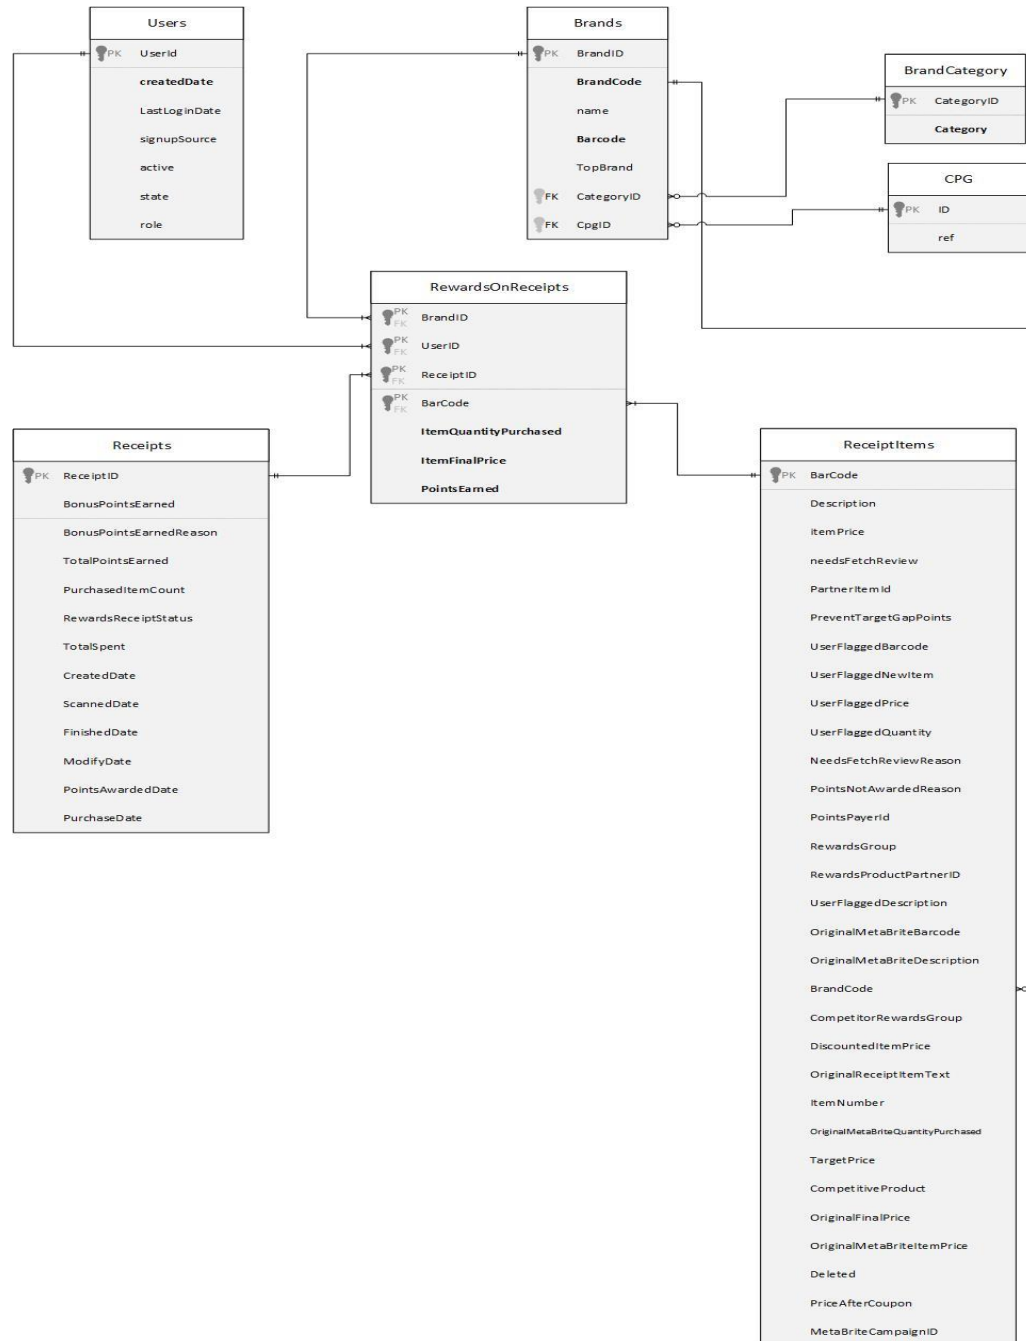 Users
PK UserId
createdDate
LastLoginDate
signupSource
active
state
role
Brands
PK BrandID
BrandCode
name
Barcode
TopBrand
FK CategoryID
FK CpgID
BrandCategory
PK CategoryID
Category
CPG
PK ID
ref
RewardsOnReceipts
PK FK BrandID
PK FK UserID
PK FK ReceiptID
PK FK BarCode
ItemQuantityPurchased
ItemFinalPrice
PointsEarned
Receipts
PK ReceiptID
BonusPointsEarned
BonusPointsEarnedReason
TotalPointsEarned
PurchasedItemCount
RewardsReceiptStatus
TotalSpent
CreatedDate
ScannedDate
FinishedDate
ModifyDate
PointsAwardedDate
PurchaseDate
ReceiptItems
PK BarCode
Description
itemPrice
needsFetchReview
PartnerItemId
PreventTargetGapPoints
UserFlaggedBarcode
UserFlaggedNewItem
UserFlaggedPrice
UserFlaggedQuantity
NeedsFetchReviewReason
PointsNotAwardedReason
PointsPayerId
RewardsGroup
RewardsProductPartnerID
UserFlaggedDescription
OriginalMetaBriteBarcode
OriginalMetaBriteDescription
BrandCode
CompetitorRewardsGroup
DiscountedItemPrice
OriginalReceiptItemText
ItemNumber
OriginalMetaBriteQuantityPurchased
TargetPrice
CompetitiveProduct
OriginalFinalPrice
OriginalMetaBriteItemPrice
Deleted
PriceAfterCoupon
MetaBriteCampaignID